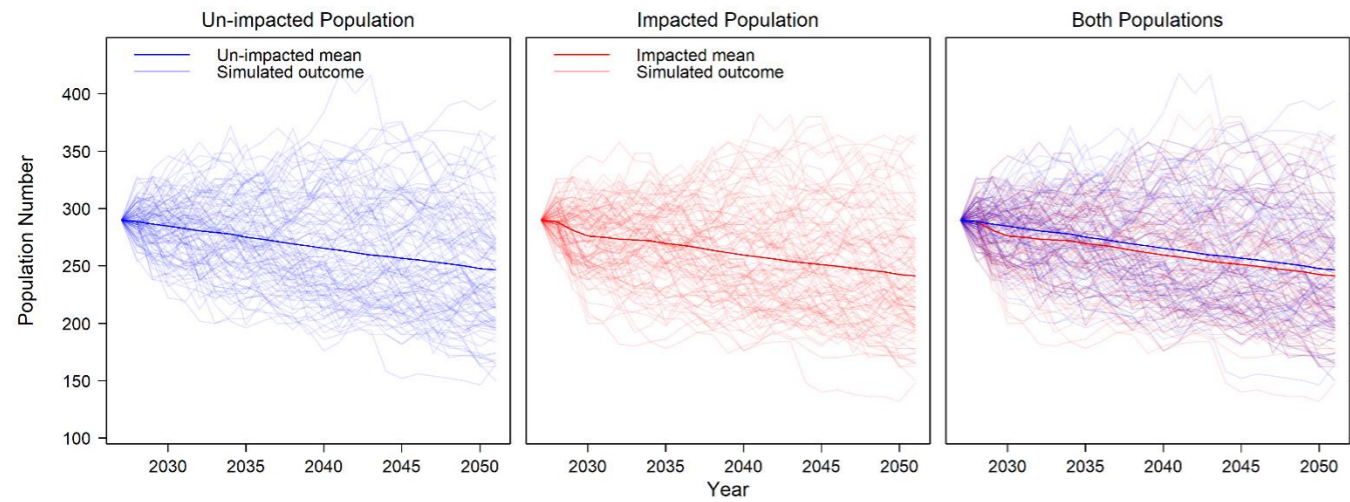 Un-impacted Population
Impacted Population
Both Populations
Un-impacted mean
Simulated outcome
Impacted mean
Simulated outcome
Population Number
400
350
300
250
200
150
100
2030 2035 2040 2045 2050
2030 2035 2040 2045 2050
2030 2035 2040 2045 2050
Year